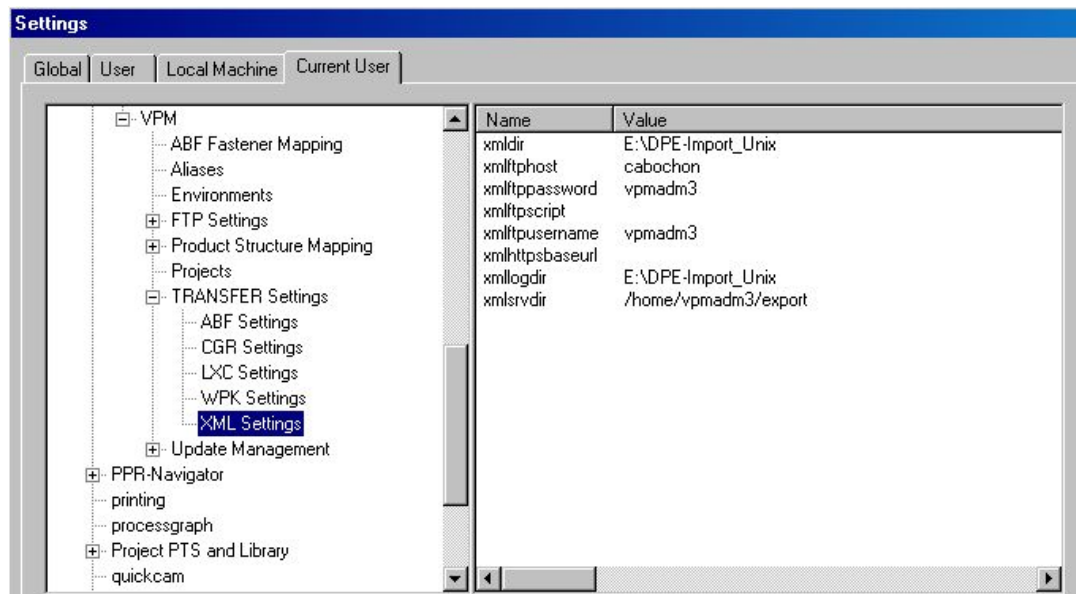 Settings
Global User Local Machine Current User
VPM
ABF Fastener Mapping
Aliases
Environments
FTP Settings
Product Structure Mapping
Projects
TRANSFER Settings
ABF Settings
CGR Settings
LXC Settings
WPK Settings
XML Settings
Update Management
PPR-Navigator
printing
processgraph
Project PTS and Library
quickcam
Name Value
xmldir E:\DPE-Import_Unix
xmlftphost cabochon
xmlftppassword vpmadm3
xmlftpscript
xmlftpusername vpmadm3
xmlhttpsbaseurl
xmllogdir E:\DPE-Import_Unix
xmlsrvdir /home/vpmadm3/export